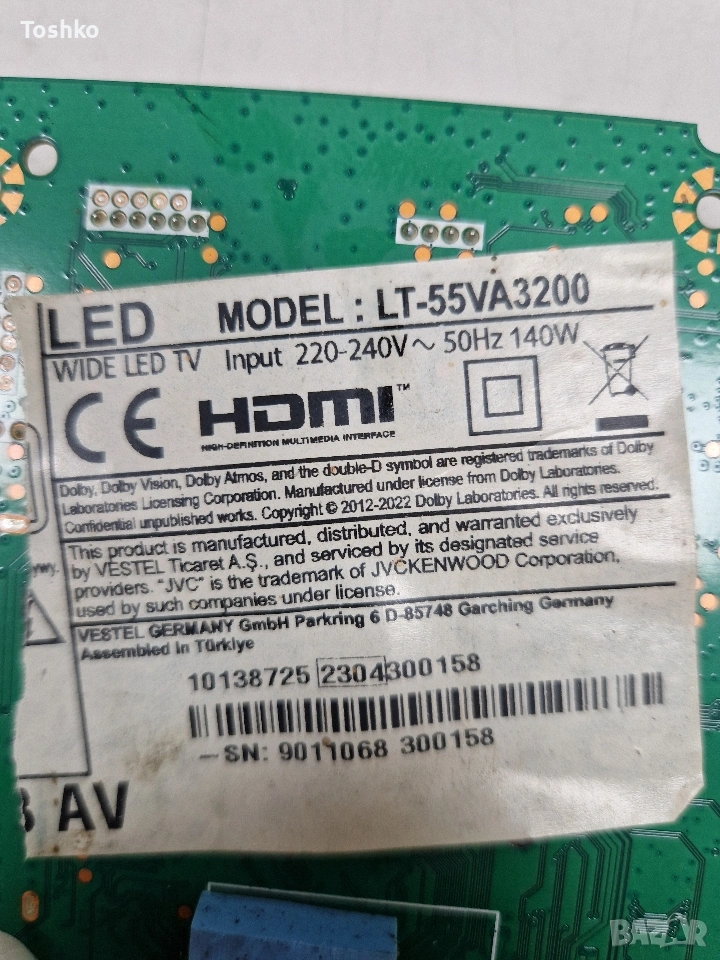 Toshko
LED MODEL : LT-55VA3200
WIDE LED TV Input 220-240V~ 50Hz 140W
CE HDMI™
HIGH-DEFINITION MULTIMEDIA INTERFACE
Dolby, Dolby Vision, Dolby Atmos, and the double-D symbol are registered trademarks of Dolby
Laboratories Licensing Corporation. Manufactured under license from Dolby Laboratories.
Confidential unpublished works. Copyright © 2012-2022 Dolby Laboratories. All rights reserved.
This product is manufactured, distributed, and warranted exclusively
by VESTEL Ticaret A.Ş., and serviced by its designated service
providers. "JVC" is the trademark of JVCKENWOOD Corporation,
used by such companies under license.
VESTEL GERMANY GmbH Parkring 6 D-85748 Garching Germany
Assembled in Türkiye
10138725 2304300158
SN: 9011068 300158
AV
BAZAR